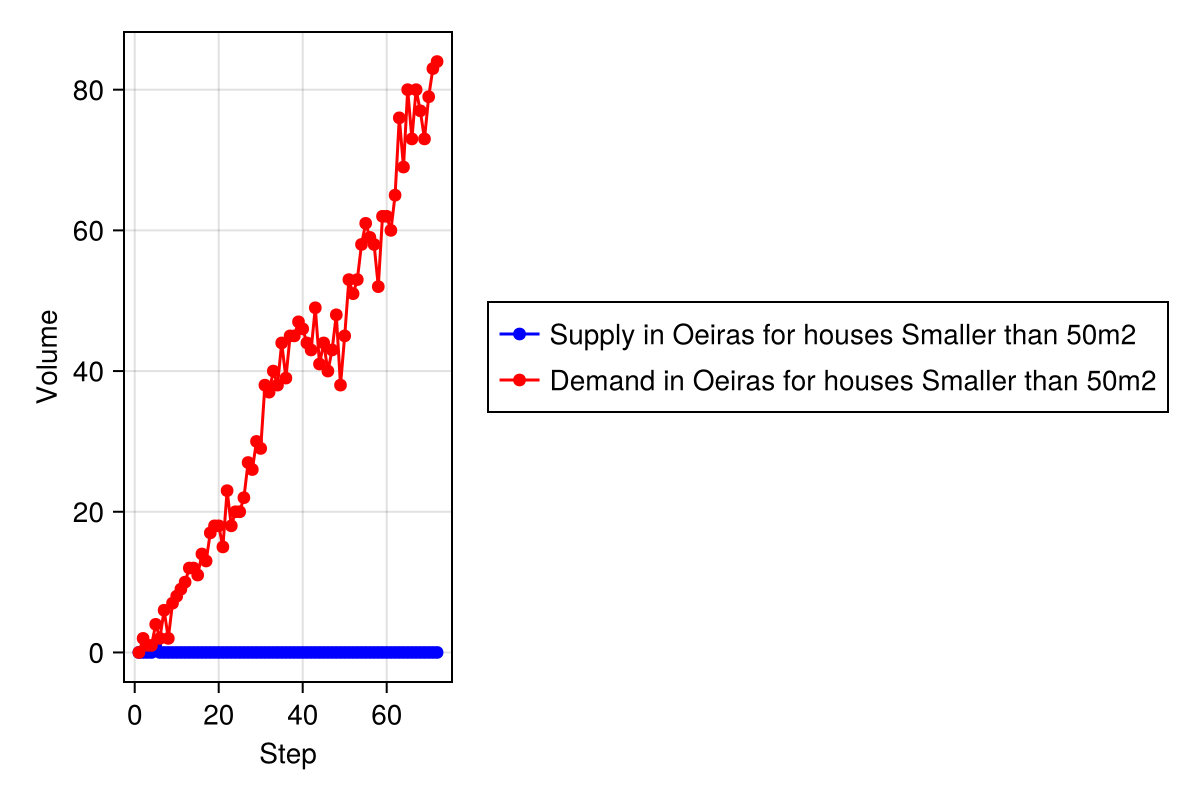 80
60
40
20
0
Volume
0 20 40 60
Step
Supply in Oeiras for houses Smaller than 50m2
Demand in Oeiras for houses Smaller than 50m2